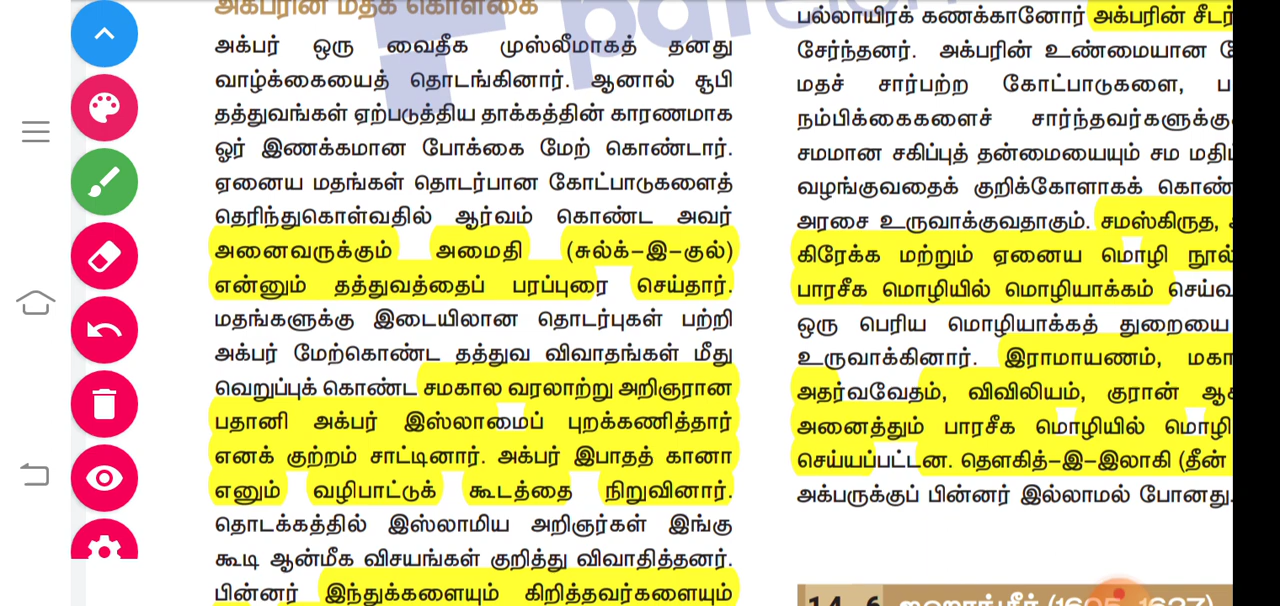 அக்பரின் மதக் கொள்கை
அக்பர் ஒரு வைதீக முஸ்லீமாகத் தனது
வாழ்க்கையைத் தொடங்கினார். ஆனால் சூபி
தத்துவங்கள் ஏற்படுத்திய தாக்கத்தின் காரணமாக
ஓர் இணக்கமான போக்கை மேற் கொண்டார்.
ஏனைய மதங்கள் தொடர்பான கோட்பாடுகளைத்
தெரிந்துகொள்வதில் ஆர்வம் கொண்ட அவர்
அனைவருக்கும் அமைதி (சுல்க்–இ–குல்)
என்னும் தத்துவத்தைப் பரப்புரை செய்தார்.
மதங்களுக்கு இடையிலான தொடர்புகள் பற்றி
அக்பர் மேற்கொண்ட தத்துவ விவாதங்கள் மீது
வெறுப்புக் கொண்ட சமகால வரலாற்று அறிஞரான
பதானி அக்பர் இஸ்லாமைப் புறக்கணித்தார்
எனக் குற்றம் சாட்டினார். அக்பர் இபாதத் கானா
எனும் வழிபாட்டுக் கூடத்தை நிறுவினார்.
தொடக்கத்தில் இஸ்லாமிய அறிஞர்கள் இங்கு
கூடி ஆன்மீக விசயங்கள் குறித்து விவாதித்தனர்.
பின்னர் இந்துக்களையும் கிறித்தவர்களையும்
பல்லாயிரக் கணக்கானோர் அக்பரின் சீடர்
சேர்ந்தனர். அக்பரின் உண்மையான
மதச் சார்பற்ற கோட்பாடுகளை, ப
நம்பிக்கைகளைச் சார்ந்தவர்களுக்கு
சமமான சகிப்புத் தன்மையையும் சம மதி
வழங்குவதைக் குறிக்கோளாகக் கொண்
அரசை உருவாக்குவதாகும். சமஸ்கிருத,
கிரேக்க மற்றும் ஏனைய மொழி நூல்
பாரசீக மொழியில் மொழியாக்கம் செய்வ
ஒரு பெரிய மொழியாக்கத் துறையை
உருவாக்கினார். இராமாயணம், மகா
அதர்வவேதம், விவிலியம், குரான் ஆக
அனைத்தும் பாரசீக மொழியில் மொழி
செய்யப்பட்டன. தௌகித்–இ–இலாகி (தீன்
அக்பருக்குப் பின்னர் இல்லாமல் போனது.
14. 6 ஜஹாங்கீர் (1605–1627)